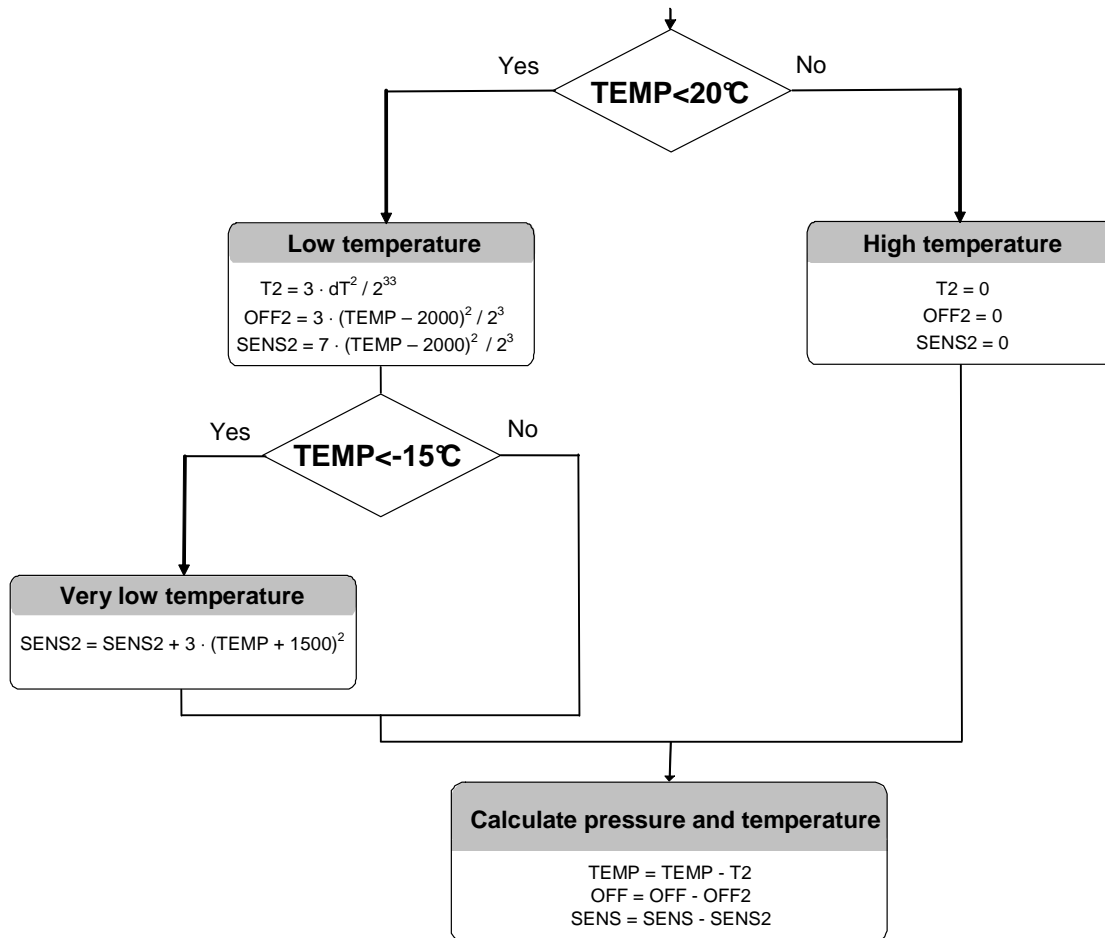 Yes
No
TEMP<20°C
Low temperature
T2 = 3 · dT² / 2³³
OFF2 = 3 · (TEMP – 2000)² / 2³
SENS2 = 7 · (TEMP – 2000)² / 2³
High temperature
T2 = 0
OFF2 = 0
SENS2 = 0
Yes
No
TEMP<-15°C
Very low temperature
SENS2 = SENS2 + 3 · (TEMP + 1500)²
Calculate pressure and temperature
TEMP = TEMP - T2
OFF = OFF - OFF2
SENS = SENS - SENS2